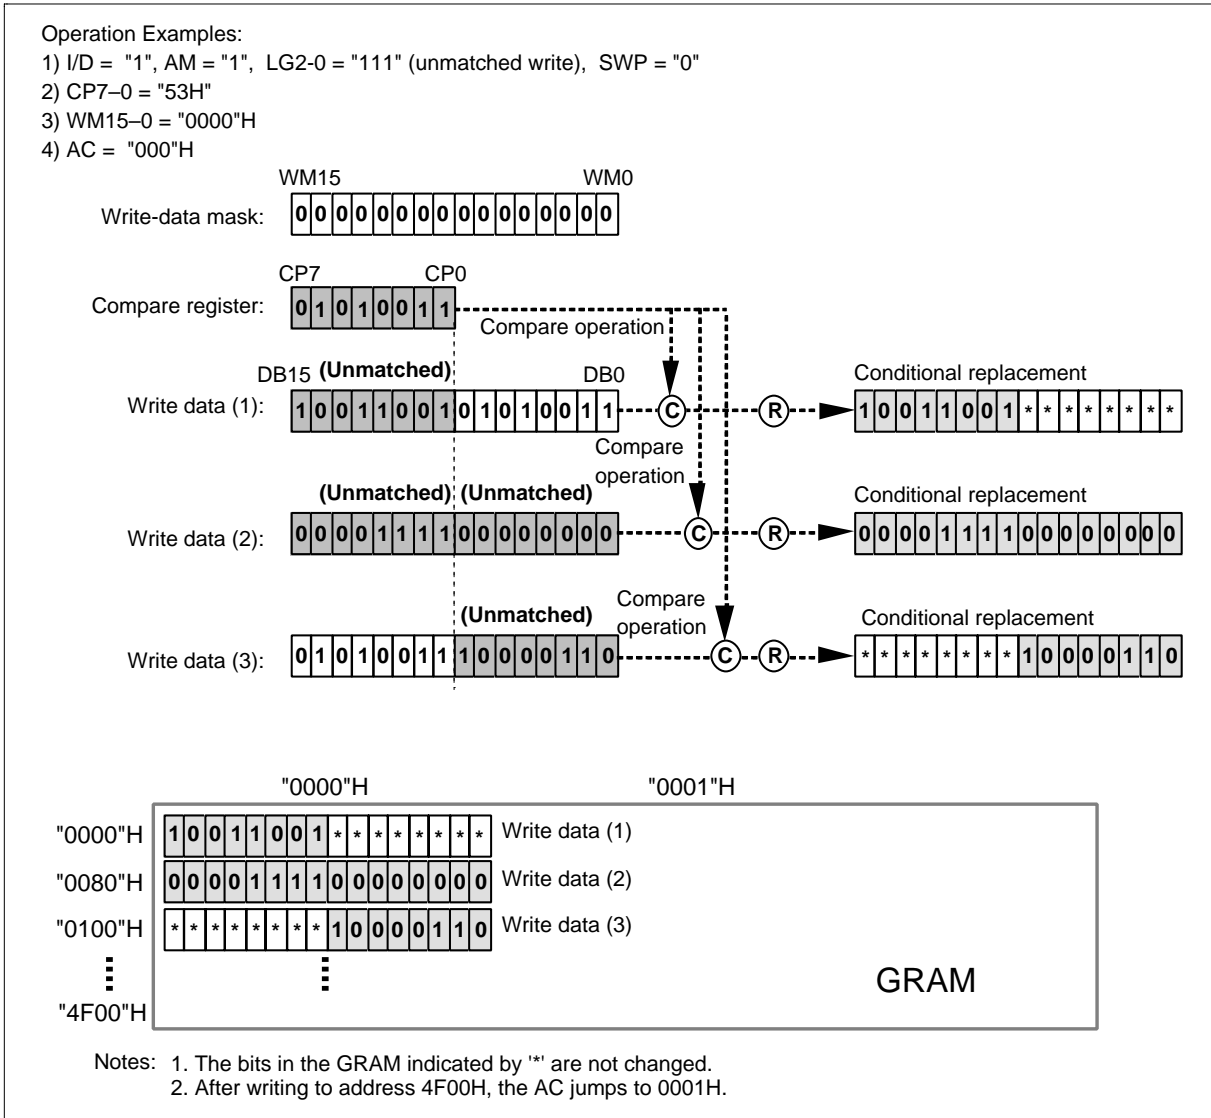 Operation Examples:
1) I/D = "1", AM = "1", LG2-0 = "111" (unmatched write), SWP = "0"
2) CP7–0 = "53H"
3) WM15–0 = "0000"H
4) AC = "000"H
WM15 WM0
Write-data mask: 0 0 0 0 0 0 0 0 0 0 0 0 0 0 0 0
CP7 CP0
Compare register: 0 1 0 1 0 0 1 1
Compare operation
DB15 (Unmatched) DB0 Conditional replacement
Write data (1): 1 0 0 1 1 0 0 1 0 1 0 1 0 0 1 1 C R 1 0 0 1 1 0 0 1 * * * * * * * *
Compare
operation
(Unmatched) (Unmatched) Conditional replacement
Write data (2): 0 0 0 0 1 1 1 1 0 0 0 0 0 0 0 0 C R 0 0 0 0 1 1 1 1 0 0 0 0 0 0 0 0
Compare
operation
(Unmatched) Conditional replacement
Write data (3): 0 1 0 1 0 0 1 1 1 0 0 0 0 1 1 0 C R * * * * * * * * 1 0 0 0 0 1 1 0
"0000"H "0001"H
"0000"H 1 0 0 1 1 0 0 1 * * * * * * * * Write data (1)
"0080"H 0 0 0 0 1 1 1 1 0 0 0 0 0 0 0 0 Write data (2)
"0100"H * * * * * * * * 1 0 0 0 0 1 1 0 Write data (3)
GRAM
"4F00"H
Notes: 1. The bits in the GRAM indicated by '*' are not changed.
2. After writing to address 4F00H, the AC jumps to 0001H.